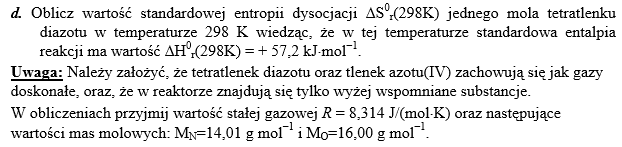 d. Oblicz wartość standardowej entropii dysocjacji ΔS⁰ᵣ(298K) jednego mola tetratlenku
diazotu w temperaturze 298 K wiedząc, że w tej temperaturze standardowa entalpia
reakcji ma wartość ΔH⁰ᵣ(298K) = + 57,2 kJ·mol⁻¹.
Uwaga: Należy założyć, że tetratlenek diazotu oraz tlenek azotu(IV) zachowują się jak gazy
doskonałe, oraz, że w reaktorze znajdują się tylko wyżej wspomniane substancje.
W obliczeniach przyjmij wartość stałej gazowej R = 8,314 J/(mol·K) oraz następujące
wartości mas molowych: Mₙ=14,01 g mol⁻¹ i Mₒ=16,00 g mol⁻¹.